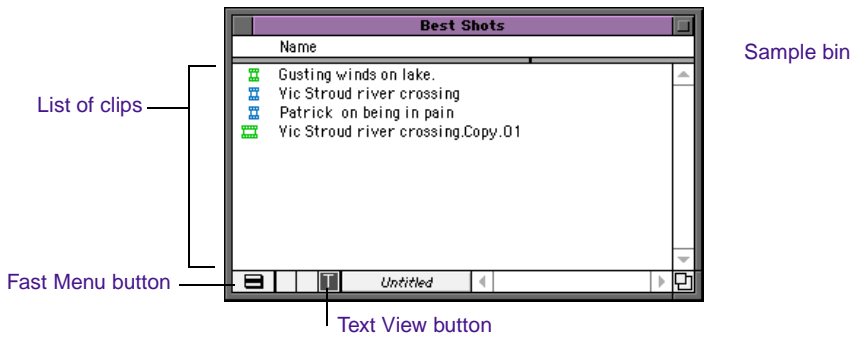 Best Shots
Name
Sample bin
Gusting winds on lake.
Vic Stroud river crossing
Patrick on being in pain
Vic Stroud river crossing.Copy.01
List of clips
Fast Menu button
T
Untitled
Text View button